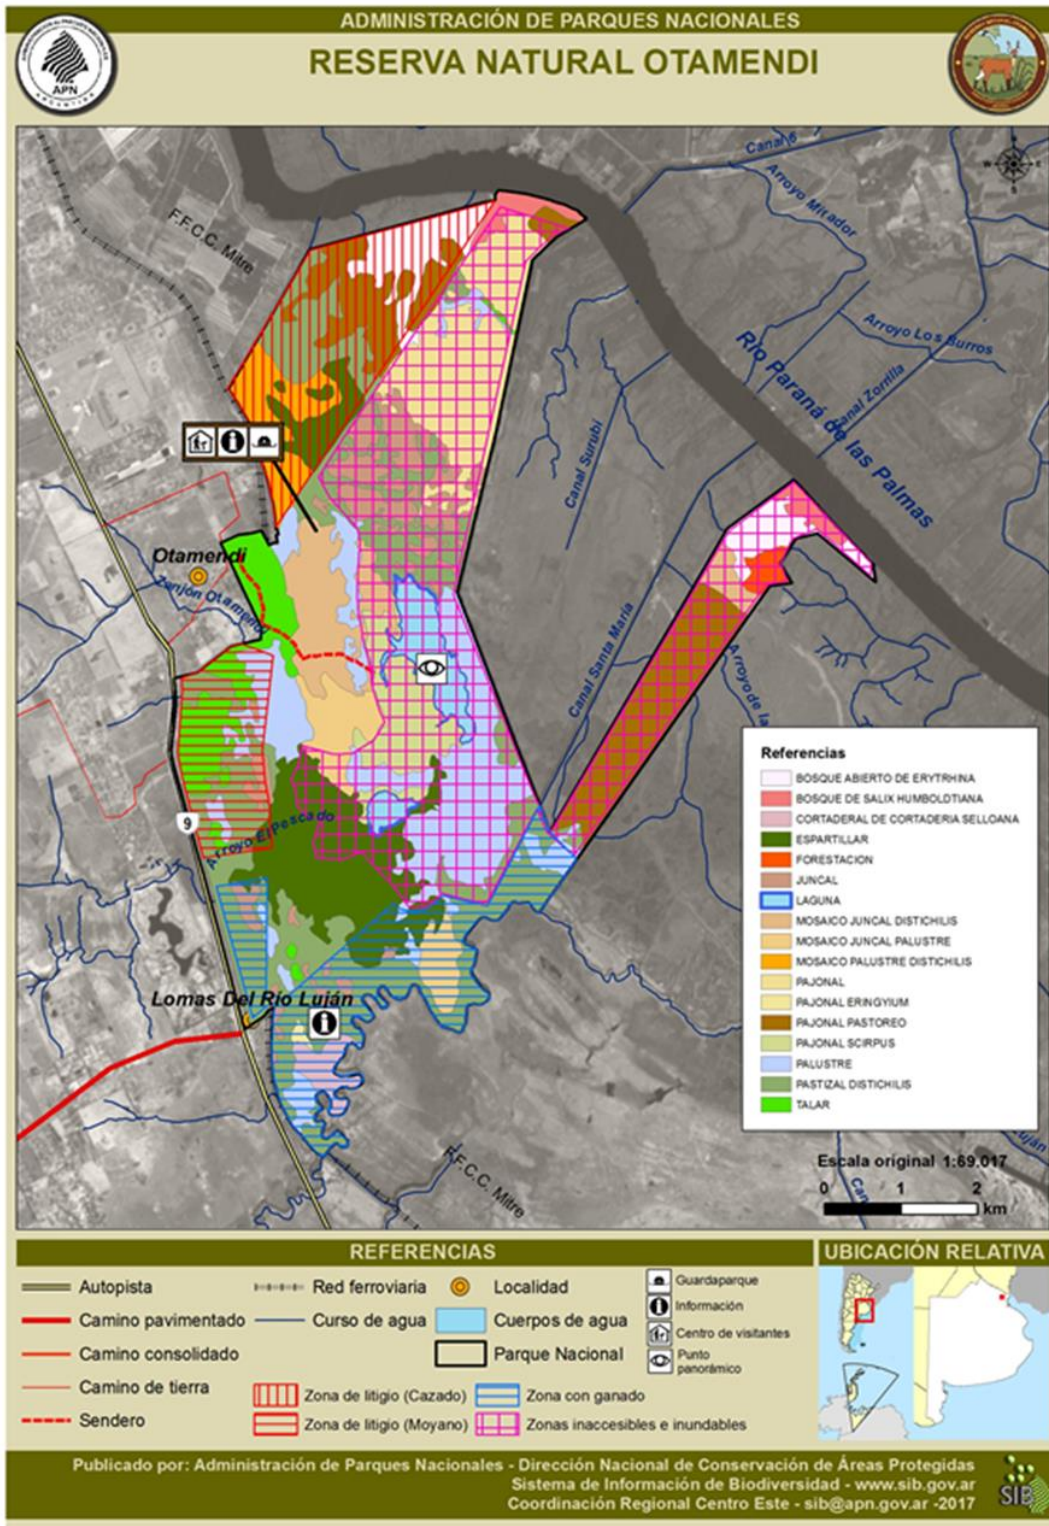 ADMINISTRACIÓN DE PARQUES NACIONALES
RESERVA NATURAL OTAMENDI
APN
ARGENTINA
Canal 6
Arroyo Mirador
F.F.C.C. Mitre
Arroyo Los Burros
Canal Zorrilla
Río Paraná de las Palmas
Canal Surubí
Otamendi
Zanjón Otamendi
Canal Santa María
Arroyo de la
9
Arroyo El Pescado
Lomas Del Río Luján
F.F.C.C. Mitre
Referencias
BOSQUE ABIERTO DE ERYTRHINA
BOSQUE DE SALIX HUMBOLDTIANA
CORTADERAL DE CORTADERIA SELLOANA
ESPARTILLAR
FORESTACION
JUNCAL
LAGUNA
MOSAICO JUNCAL DISTICHILIS
MOSAICO JUNCAL PALUSTRE
MOSAICO PALUSTRE DISTICHILIS
PAJONAL
PAJONAL ERINGYIUM
PAJONAL PASTOREO
PAJONAL SCIRPUS
PALUSTRE
PASTIZAL DISTICHILIS
TALAR
Luján
Escala original 1:69.017
0 1 2
km
Can
REFERENCIAS
Autopista
Camino pavimentado
Camino consolidado
Camino de tierra
Sendero
Red ferroviaria
Curso de agua
Localidad
Cuerpos de agua
Parque Nacional
Guardaparque
Información
Centro de visitantes
Punto
panorámico
Zona de litigio (Cazado)
Zona de litigio (Moyano)
Zona con ganado
Zonas inaccesibles e inundables
UBICACIÓN RELATIVA
Publicado por: Administración de Parques Nacionales - Dirección Nacional de Conservación de Áreas Protegidas
Sistema de Información de Biodiversidad - www.sib.gov.ar
Coordinación Regional Centro Este - sib@apn.gov.ar -2017
SIB